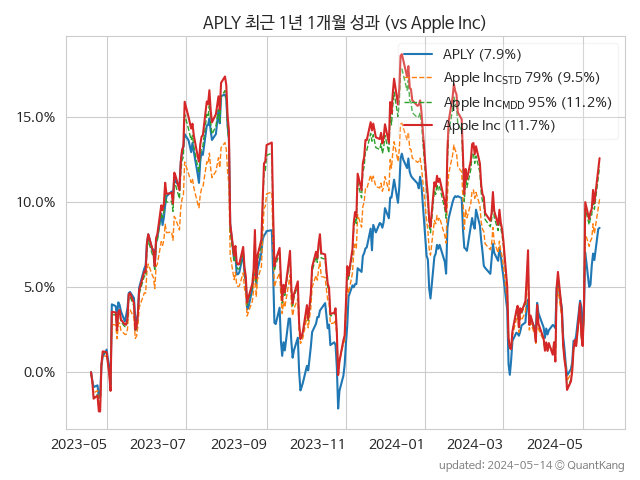 APLY 최근 1년 1개월 성과 (vs Apple Inc)
APLY (7.9%)
Apple Inc_STD 79% (9.5%)
Apple Inc_MDD 95% (11.2%)
Apple Inc (11.7%)
15.0%
10.0%
5.0%
0.0%
2023-05 2023-07 2023-09 2023-11 2024-01 2024-03 2024-05
updated: 2024-05-14 © QuantKang